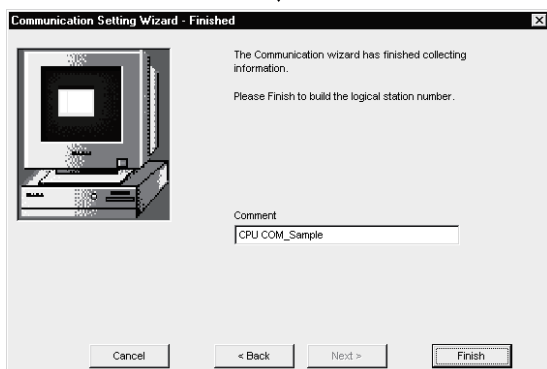 Communication Setting Wizard - Finished
The Communication wizard has finished collecting
information.
Please Finish to build the logical station number.
Comment
CPU COM_Sample
Cancel
< Back
Next >
Finish